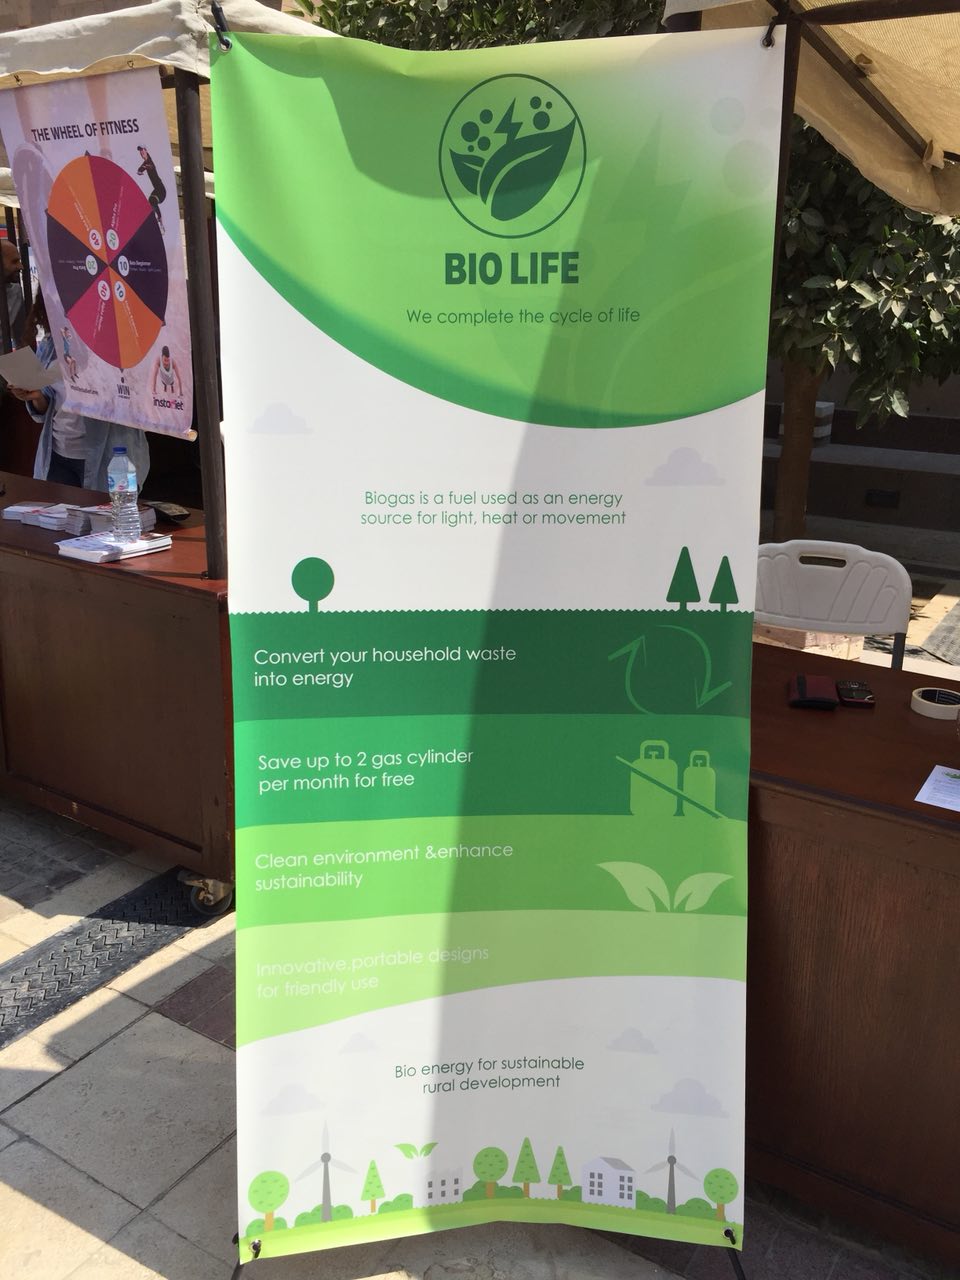 THE WHEEL OF FITNESS
10
20
10
WIN
BIO LIFE
We complete the cycle of life
Biogas is a fuel used as an energy
source for light, heat or movement
Convert your household waste
into energy
Save up to 2 gas cylinder
per month for free
Clean environment &enhance
sustainability
Innovative,portable designs
for friendly use
Bio energy for sustainable
rural development